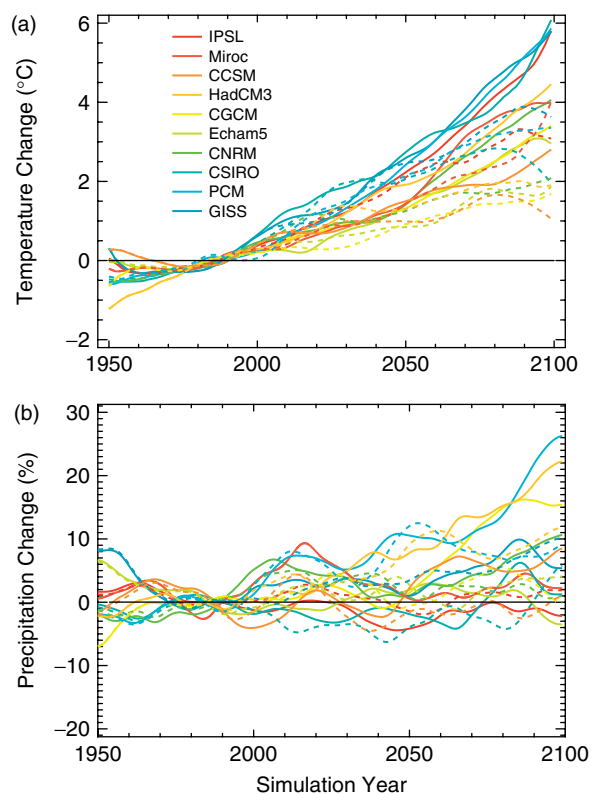 (a)
Temperature Change (°C)
6
4
2
0
−2
IPSL
Miroc
CCSM
HadCM3
CGCM
Echam5
CNRM
CSIRO
PCM
GISS
1950 2000 2050 2100
(b)
Precipitation Change (%)
30
20
10
0
−10
−20
1950 2000 2050 2100
Simulation Year